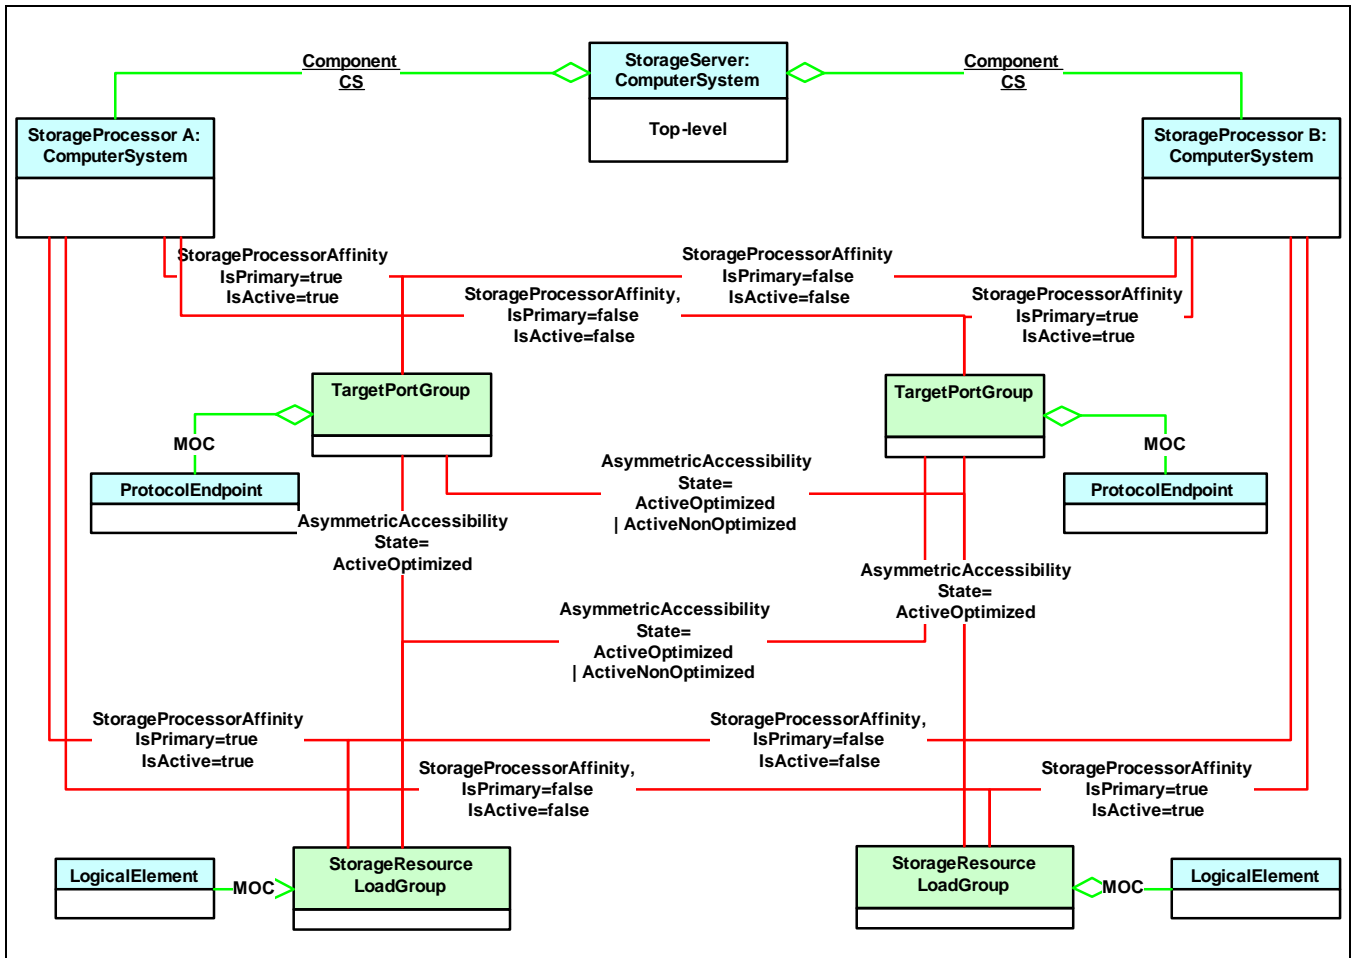 Component
CS
StorageServer:
ComputerSystem
Top-level
Component
CS
StorageProcessor A:
ComputerSystem
StorageProcessor B:
ComputerSystem
StorageProcessorAffinity
IsPrimary=true
IsActive=true
StorageProcessorAffinity
IsPrimary=false
IsActive=false
StorageProcessorAffinity,
IsPrimary=false
IsActive=false
StorageProcessorAffinity
IsPrimary=true
IsActive=true
TargetPortGroup
TargetPortGroup
MOC
MOC
ProtocolEndpoint
ProtocolEndpoint
AsymmetricAccessibility
State=
ActiveOptimized
| ActiveNonOptimized
AsymmetricAccessibility
State=
ActiveOptimized
AsymmetricAccessibility
State=
ActiveOptimized
AsymmetricAccessibility
State=
ActiveOptimized
| ActiveNonOptimized
StorageProcessorAffinity
IsPrimary=true
IsActive=true
StorageProcessorAffinity,
IsPrimary=false
IsActive=false
StorageProcessorAffinity,
IsPrimary=false
IsActive=false
StorageProcessorAffinity
IsPrimary=true
IsActive=true
LogicalElement
MOC
StorageResource
LoadGroup
StorageResource
LoadGroup
MOC
LogicalElement